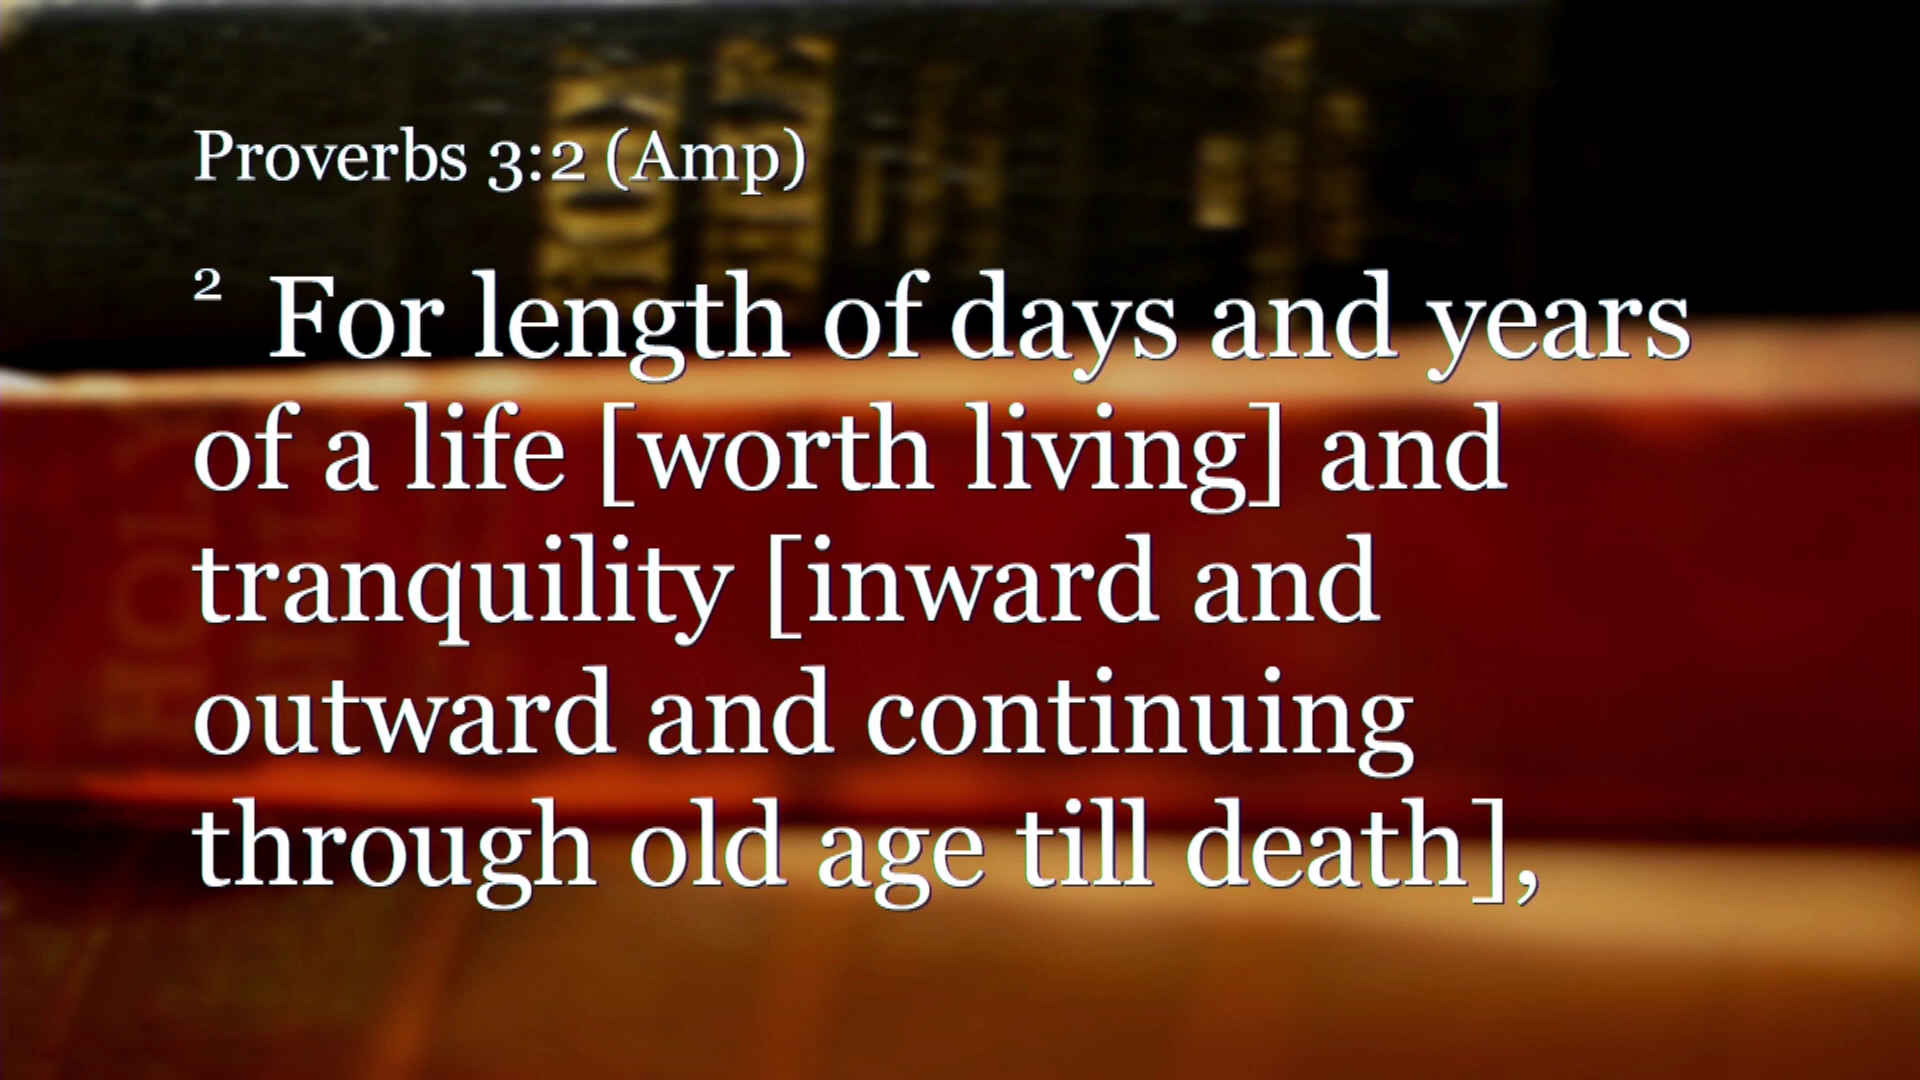 Proverbs 3:2 (Amp)
2 For length of days and years
of a life [worth living] and
tranquility [inward and
outward and continuing
through old age till death],
HOLY